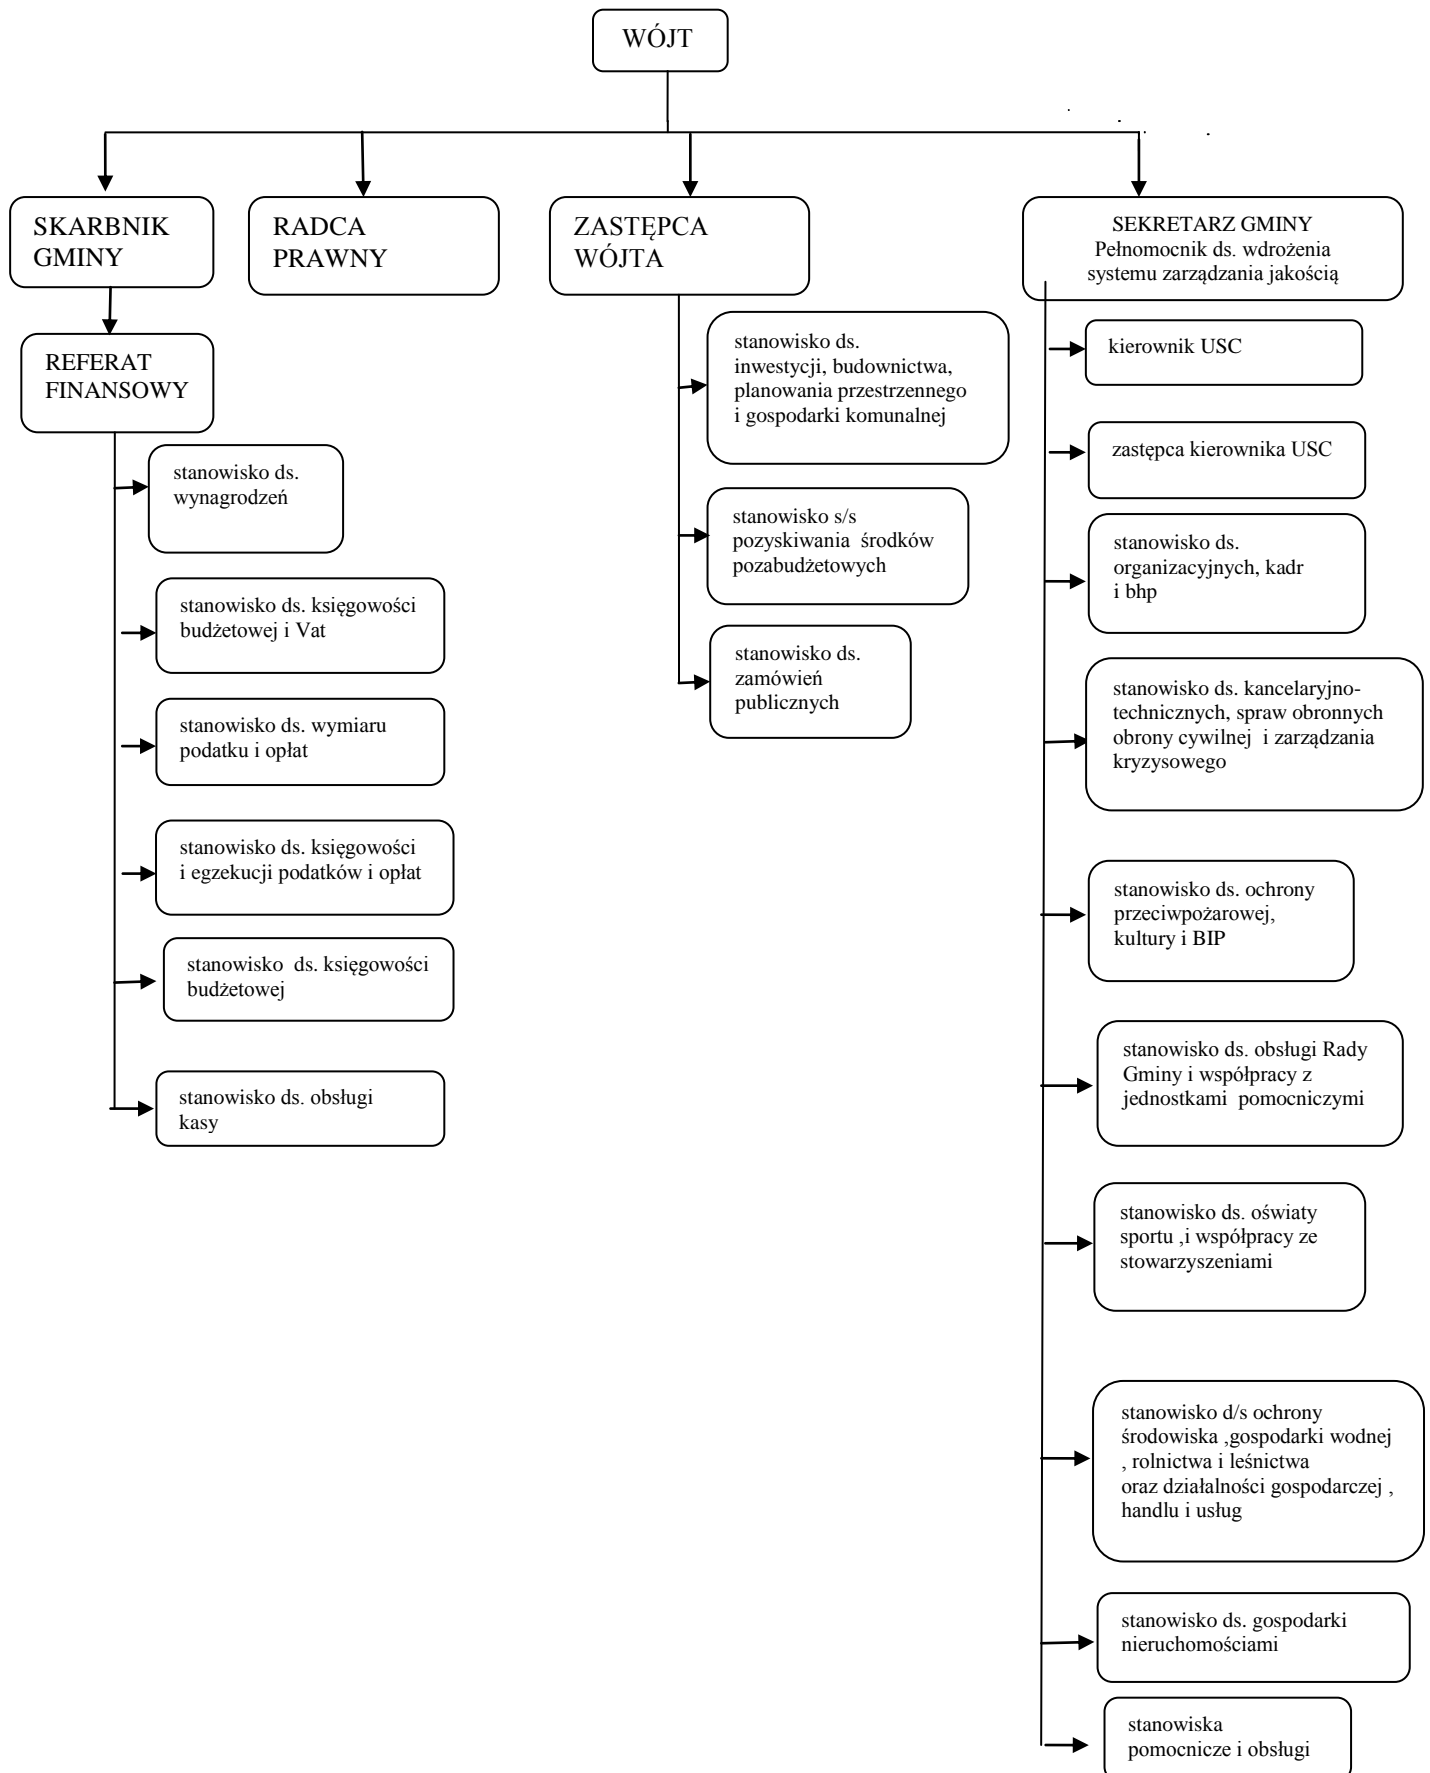 WÓJT
SKARBNIK
GMINY
RADCA
PRAWNY
ZASTĘPCA
WÓJTA
SEKRETARZ GMINY
Pełnomocnik ds. wdrożenia
systemu zarządzania jakością
REFERAT
FINANSOWY
stanowisko ds.
wynagrodzeń
stanowisko ds. księgowości
budżetowej i Vat
stanowisko ds. wymiaru
podatku i opłat
stanowisko ds. księgowości
i egzekucji podatków i opłat
stanowisko  ds. księgowości
budżetowej
stanowisko ds. obsługi
kasy
stanowisko ds.
inwestycji, budownictwa,
planowania przestrzennego
i gospodarki komunalnej
stanowisko s/s
pozyskiwania  środków
pozabudżetowych
stanowisko ds.
zamówień
publicznych
kierownik USC
zastępca kierownika USC
stanowisko ds.
organizacyjnych, kadr
i bhp
stanowisko ds. kancelaryjno-
technicznych, spraw obronnych
obrony cywilnej  i zarządzania
kryzysowego
stanowisko ds. ochrony
przeciwpożarowej,
kultury i BIP
stanowisko ds. obsługi Rady
Gminy i współpracy z
jednostkami  pomocniczymi
stanowisko ds. oświaty
sportu ,i współpracy ze
stowarzyszeniami
stanowisko d/s ochrony
środowiska ,gospodarki wodnej
, rolnictwa i leśnictwa
oraz działalności gospodarczej ,
handlu i usług
stanowisko ds. gospodarki
nieruchomościami
stanowiska
pomocnicze i obsługi